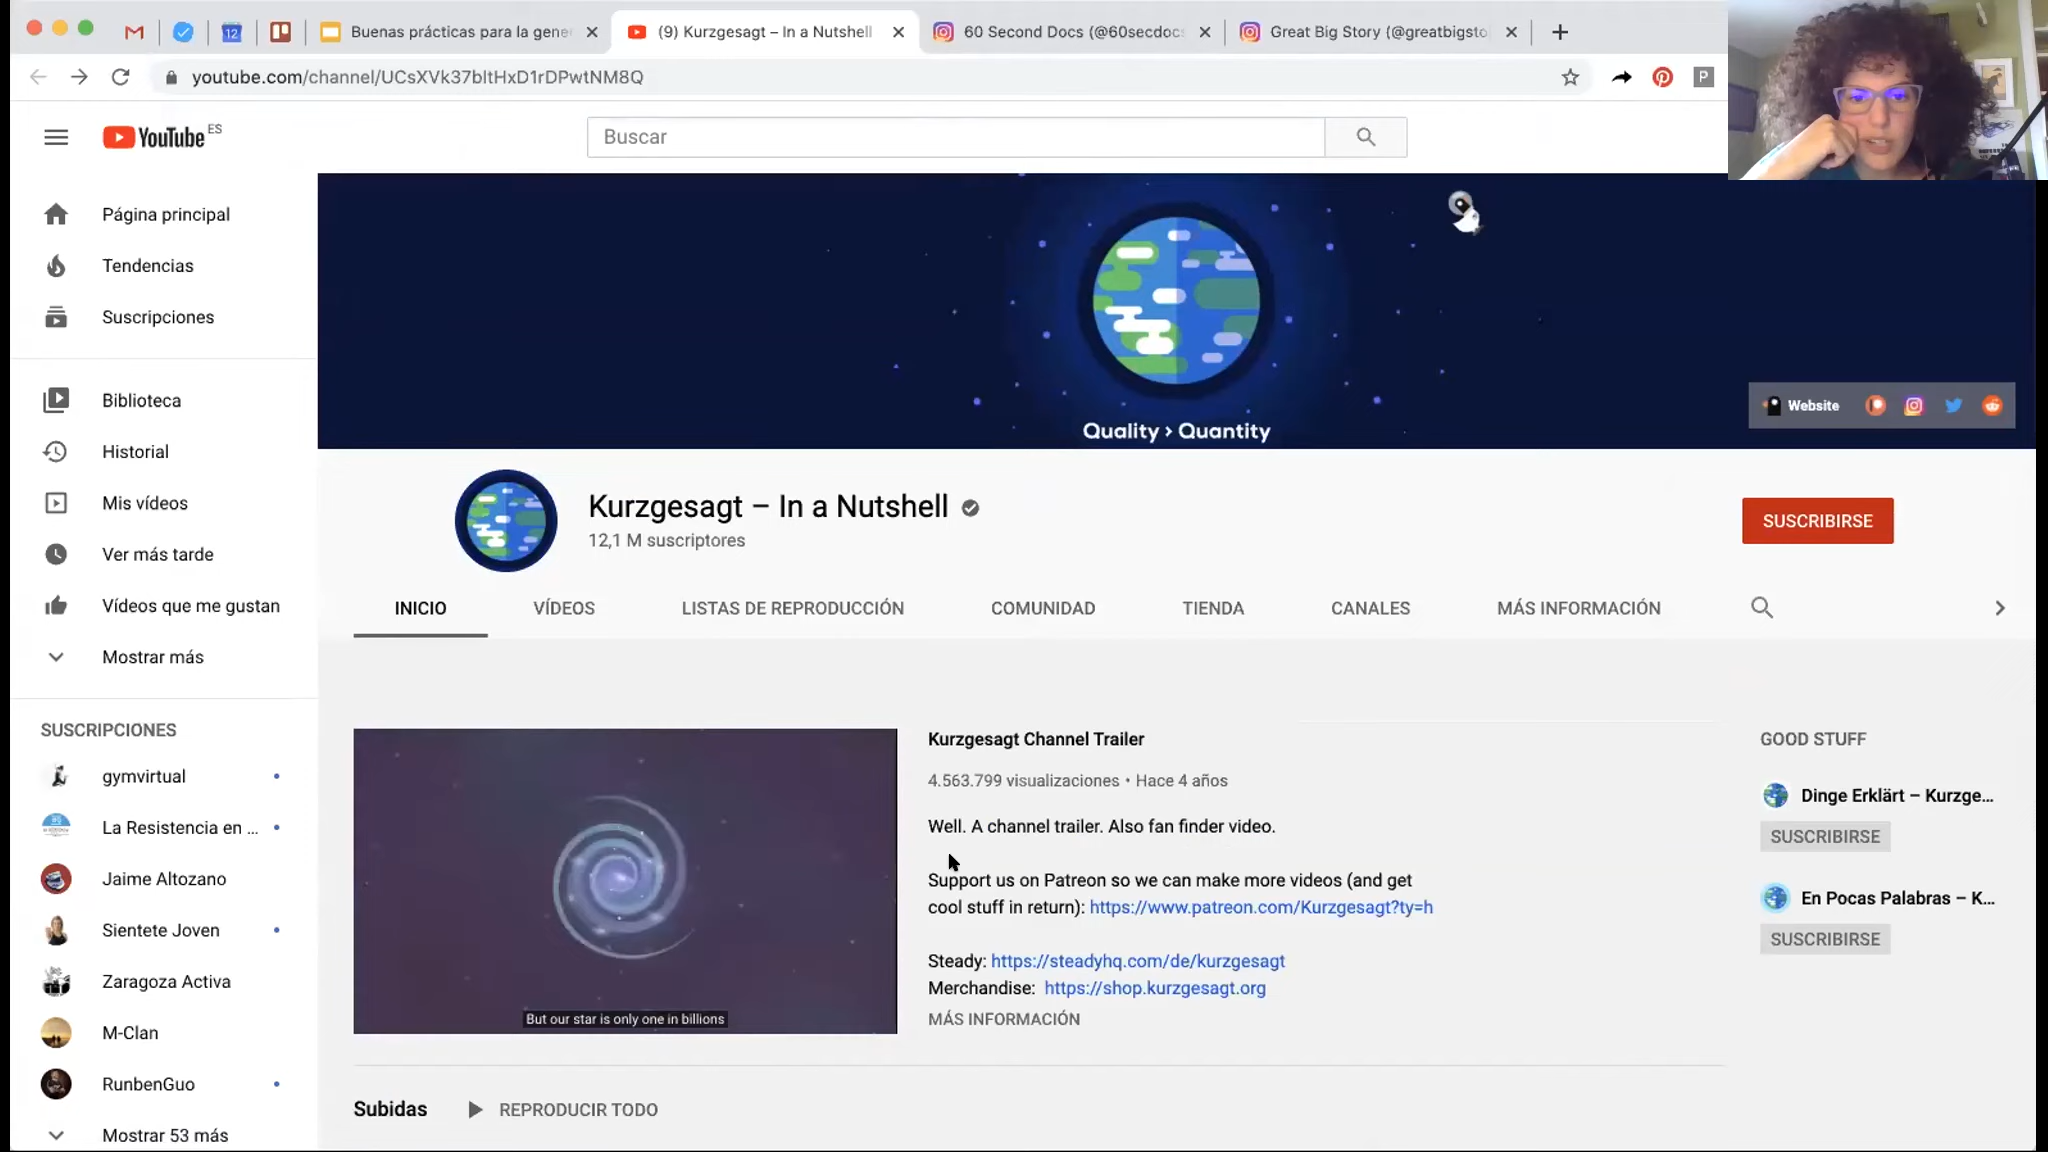 12
Buenas prácticas para la gene
(9) Kurzgesagt – In a Nutshell
60 Second Docs (@60secdocs
Great Big Story (@greatbigsto
youtube.com/channel/UCsXVk37bltHxD1rDPwtNM8Q
P
YouTube ES
Buscar
Página principal
Tendencias
Suscripciones
Biblioteca
Historial
Mis vídeos
Ver más tarde
Vídeos que me gustan
Mostrar más
SUSCRIPCIONES
gymvirtual
La Resistencia en ...
Jaime Altozano
Sientete Joven
Zaragoza Activa
M-Clan
RunbenGuo
Mostrar 53 más
Quality > Quantity
Website
Kurzgesagt – In a Nutshell
12,1 M suscriptores
SUSCRIBIRSE
INICIO
VÍDEOS
LISTAS DE REPRODUCCIÓN
COMUNIDAD
TIENDA
CANALES
MÁS INFORMACIÓN
But our star is only one in billions
Kurzgesagt Channel Trailer
4.563.799 visualizaciones • Hace 4 años
Well. A channel trailer. Also fan finder video.
Support us on Patreon so we can make more videos (and get
cool stuff in return): https://www.patreon.com/Kurzgesagt?ty=h
Steady: https://steadyhq.com/de/kurzgesagt
Merchandise: https://shop.kurzgesagt.org
MÁS INFORMACIÓN
GOOD STUFF
Dinge Erklärt – Kurzge...
SUSCRIBIRSE
En Pocas Palabras – K...
SUSCRIBIRSE
Subidas
REPRODUCIR TODO